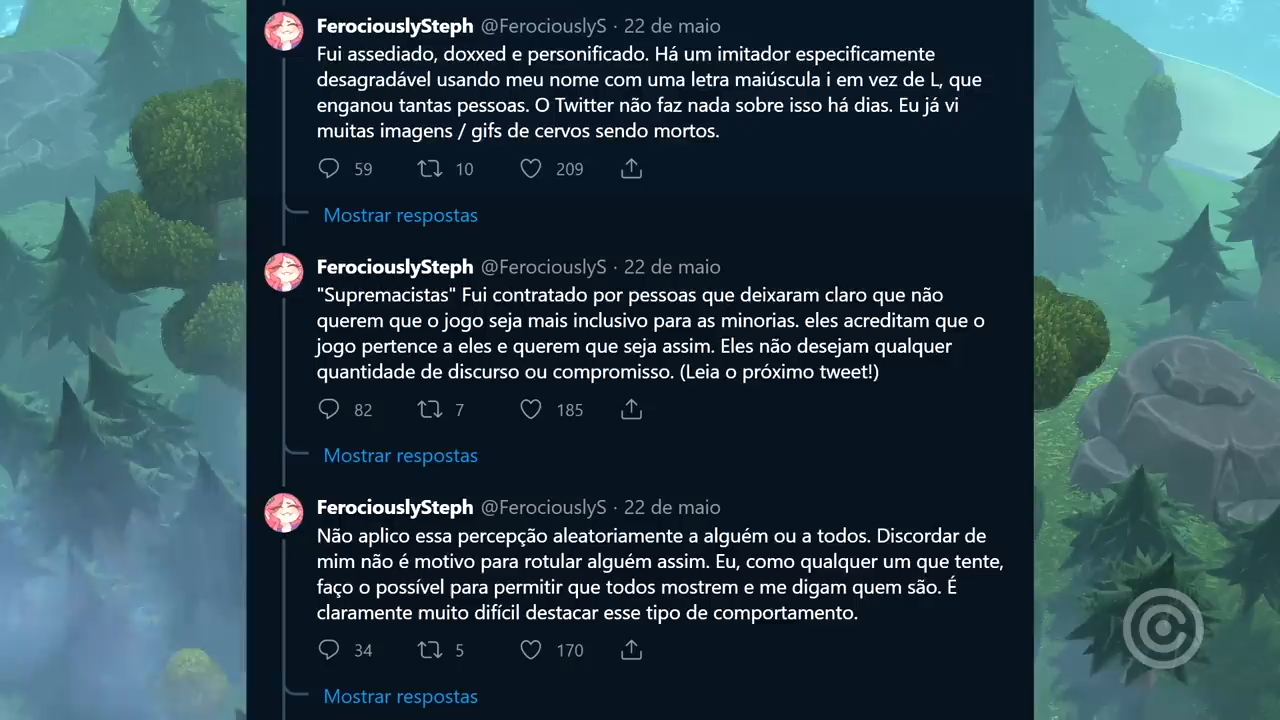 FerociouslySteph @FerociouslyS · 22 de maio
Fui assediado, doxxed e personificado. Há um imitador especificamente
desagradável usando meu nome com uma letra maiúscula i em vez de L, que
enganou tantas pessoas. O Twitter não faz nada sobre isso há dias. Eu já vi
muitas imagens / gifs de cervos sendo mortos.
59 10 209
Mostrar respostas
FerociouslySteph @FerociouslyS · 22 de maio
"Supremacistas" Fui contratado por pessoas que deixaram claro que não
querem que o jogo seja mais inclusivo para as minorias. eles acreditam que o
jogo pertence a eles e querem que seja assim. Eles não desejam qualquer
quantidade de discurso ou compromisso. (Leia o próximo tweet!)
82 7 185
Mostrar respostas
FerociouslySteph @FerociouslyS · 22 de maio
Não aplico essa percepção aleatoriamente a alguém ou a todos. Discordar de
mim não é motivo para rotular alguém assim. Eu, como qualquer um que tente,
faço o possível para permitir que todos mostrem e me digam quem são. É
claramente muito difícil destacar esse tipo de comportamento.
34 5 170
Mostrar respostas